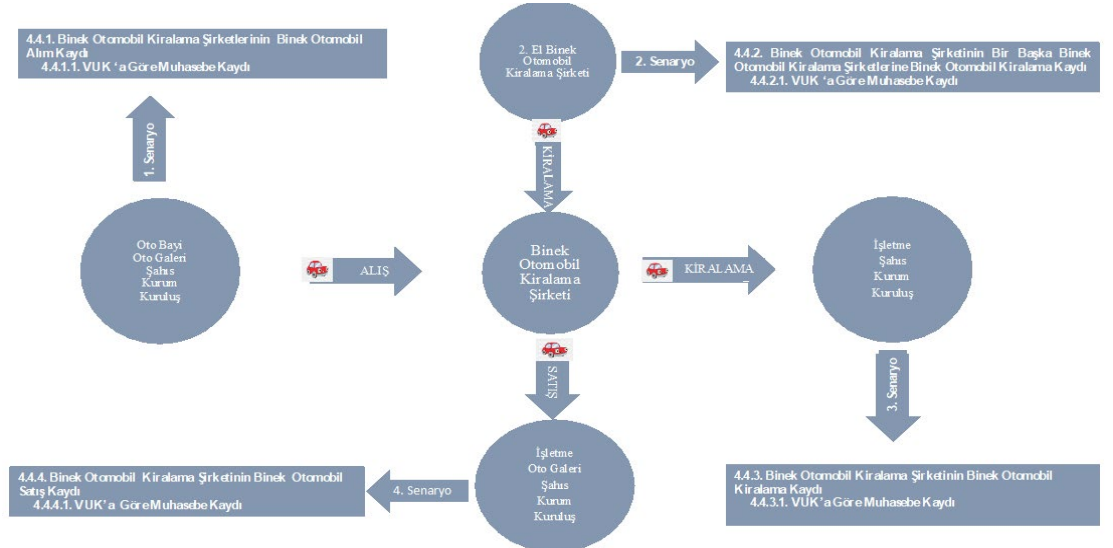 4.4.1. Binek Otomobil Kiralama Şirketlerinin Binek Otomobil
Alım Kaydı
4.4.1.1. VUK 'a Göre Muhasebe Kaydı
2. El Binek
Otomobil
Kiralama Şirketi
2. Senaryo
4.4.2. Binek Otomobil Kiralama Şirketinin Bir Başka Binek
Otomobil Kiralama Şirketlerine Binek Otomobil Kiralama Kaydı
4.4.2.1. VUK 'a Göre Muhasebe Kaydı
1. Senaryo
KİRALAMA
Oto Bayi
Oto Galeri
Şahıs
Kurum
Kuruluş
ALIŞ
Binek
Otomobil
Kiralama
Şirketi
KİRALAMA
İşletme
Şahıs
Kurum
Kuruluş
SATIŞ
3. Senaryo
İşletme
Oto Galeri
Şahıs
Kurum
Kuruluş
4. Senaryo
4.4.4. Binek Otomobil Kiralama Şirketinin Binek Otomobil
Satış Kaydı
4.4.4.1. VUK'a Göre Muhasebe Kaydı
4.4.3. Binek Otomobil Kiralama Şirketinin Binek Otomobil
Kiralama Kaydı
4.4.3.1. VUK 'a Göre Muhasebe Kaydı